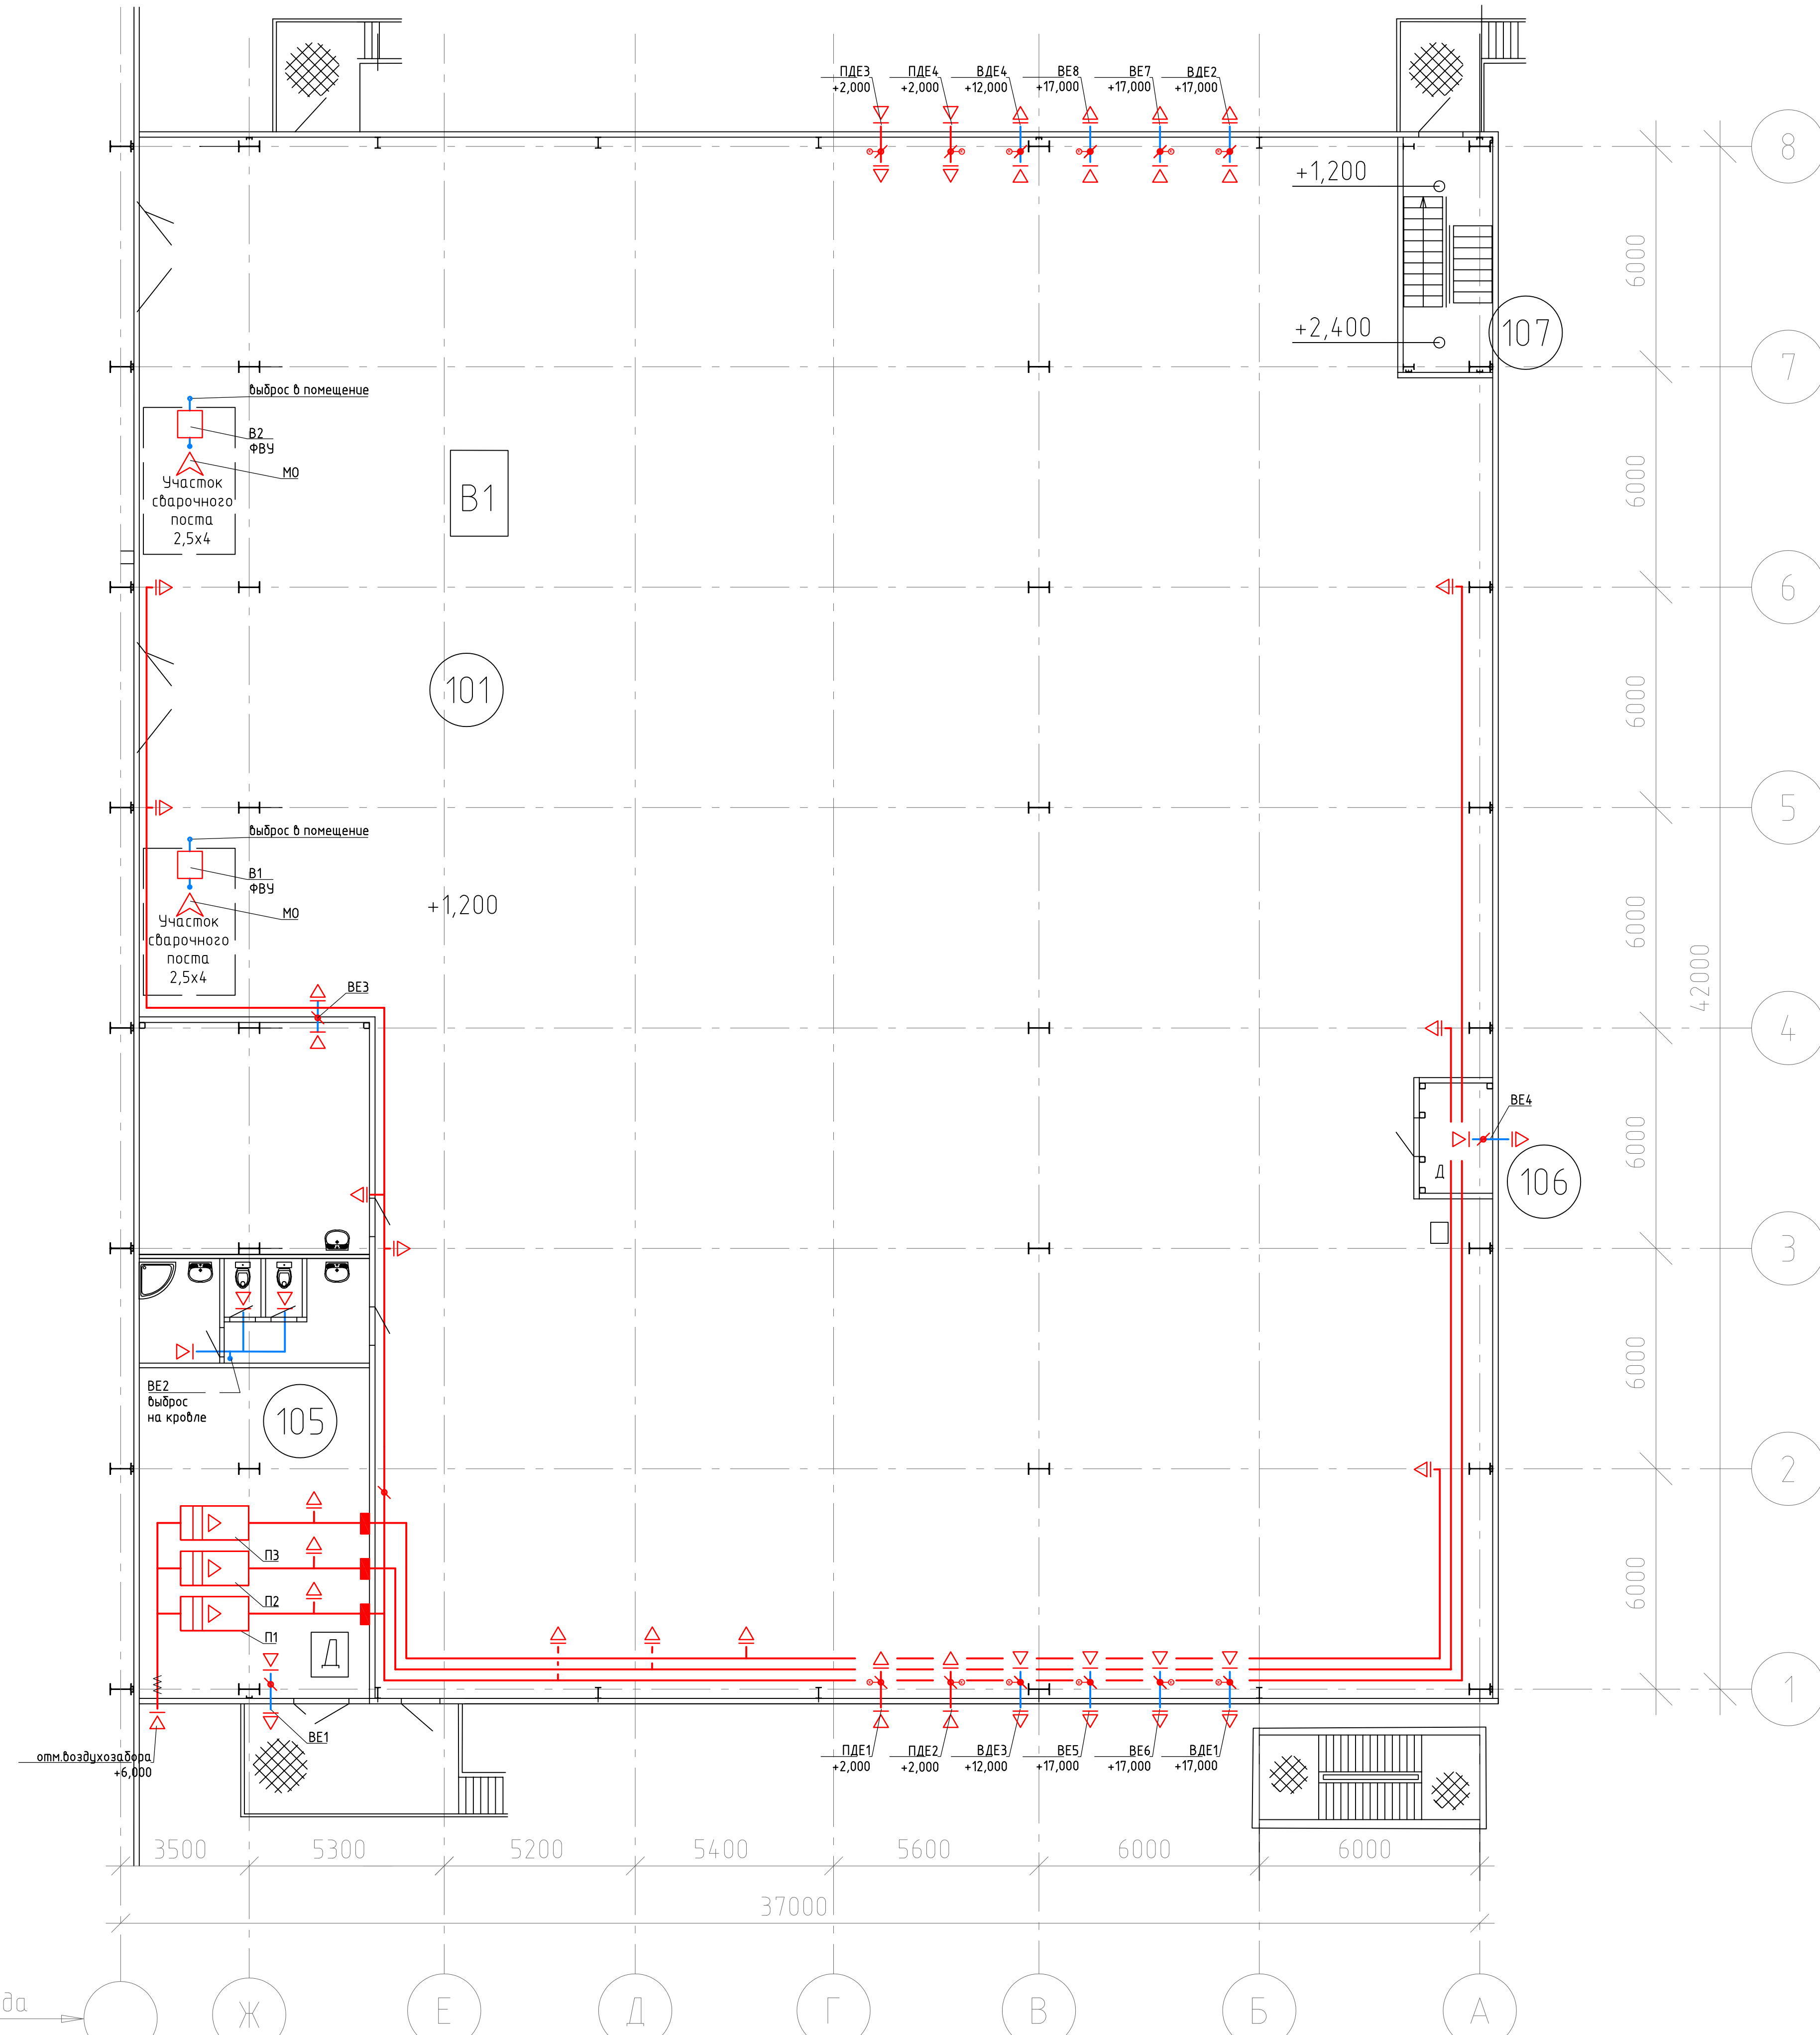 ПДЕ3
+2,000
ПДЕ4
+2,000
ВДЕ4
+12,000
ВЕ8
+17,000
ВЕ7
+17,000
ВДЕ2
+17,000
8
+1,200
6000
+2,400
107
7
выброс в помещение
В2
ФВУ
МО
Участок
сварочного
поста
2,5х4
В1
6000
6
101
6000
5
выброс в помещение
В1
ФВУ
МО
Участок
сварочного
поста
2,5х4
+1,200
6000
42000
ВЕ3
4
ВЕ4
6000
Д
106
3
ВЕ2
выброс
на кровле
105
6000
2
П3
П2
П1
Д
6000
1
ВЕ1
отм.воздухозабора
+6,000
ПДЕ1
+2,000
ПДЕ2
+2,000
ВДЕ3
+12,000
ВЕ5
+17,000
ВЕ6
+17,000
ВДЕ1
+17,000
3500
5300
5200
5400
5600
6000
6000
37000
да
Ж
Е
Д
Г
В
Б
А